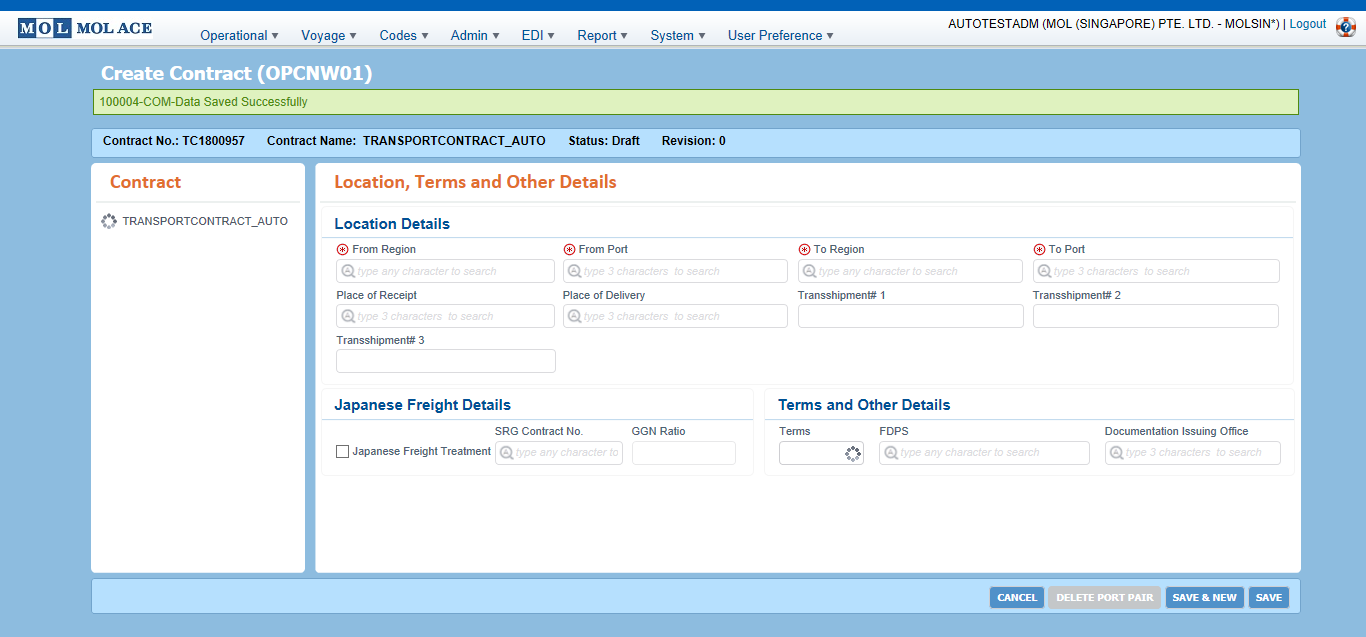 MOL MOL ACE
Operational Voyage Codes Admin EDI Report System User Preference
AUTOTESTADM (MOL (SINGAPORE) PTE. LTD. - MOLSIN*) | Logout
Create Contract (OPCNW01)
100004-COM-Data Saved Successfully
Contract No.: TC1800957 Contract Name: TRANSPORTCONTRACT_AUTO Status: Draft Revision: 0
Contract
TRANSPORTCONTRACT_AUTO
Location, Terms and Other Details
Location Details
From Region From Port To Region To Port
type any character to search type 3 characters to search type any character to search type 3 characters to search
Place of Receipt Place of Delivery Transshipment# 1 Transshipment# 2
type 3 characters to search type 3 characters to search
Transshipment# 3
Japanese Freight Details
SRG Contract No. GGN Ratio
Japanese Freight Treatment type any character to
Terms and Other Details
Terms FDPS Documentation Issuing Office
type any character to search type 3 characters to search
CANCEL DELETE PORT PAIR SAVE & NEW SAVE